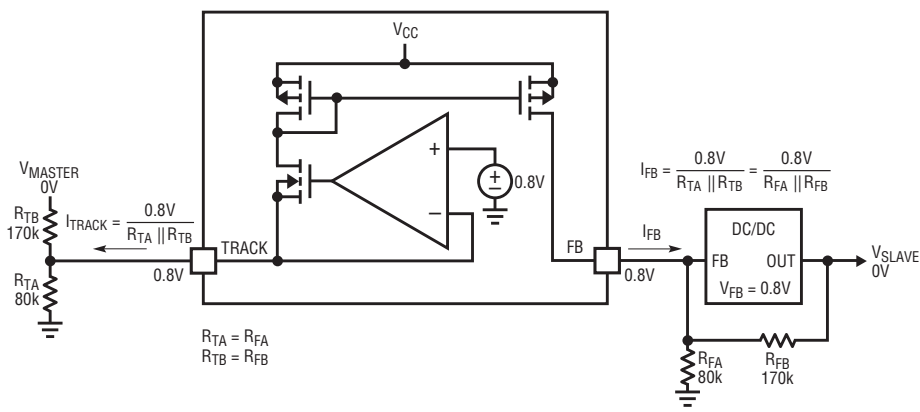 VCC
+
−
+
−
0.8V
VMASTER
0V
RTB
170k
RTA
80k
ITRACK = 0.8V
RTA || RTB
0.8V
TRACK
FB
0.8V
IFB
IFB = 0.8V = 0.8V
RTA || RTB RFA || RFB
DC/DC
FB OUT
VFB = 0.8V
VSLAVE
0V
RFA
80k
RFB
170k
RTA = RFA
RTB = RFB